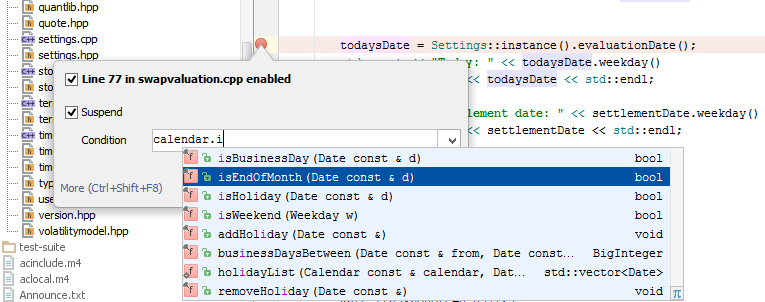 quantlib.hpp
quote.hpp
settings.cpp
settings.hpp
sto
sto
ter
ter
tim
tim
tim
typ
use
version.hpp
volatilitymodel.hpp
test-suite
acinclude.m4
aclocal.m4
Announce.txt
todaysDate = Settings::instance().evaluationDate();
"Today: " << todaysDate.weekday()
<< todaysDate << std::endl;
lement date: " << settlementDate.weekday()
<< settlementDate << std::endl;
Line 77 in swapvaluation.cpp enabled
Suspend
Condition calendar.i
More (Ctrl+Shift+F8)
isBusinessDay(Date const & d) bool
isEndOfMonth(Date const & d) bool
isHoliday(Date const & d) bool
isWeekend(Weekday w) bool
addHoliday(Date const &) void
businessDaysBetween(Date const & from, Date const... BigInteger
holidayList(Calendar const & calendar, Dat... std::vector<Date>
removeHoliday(Date const &) void
π